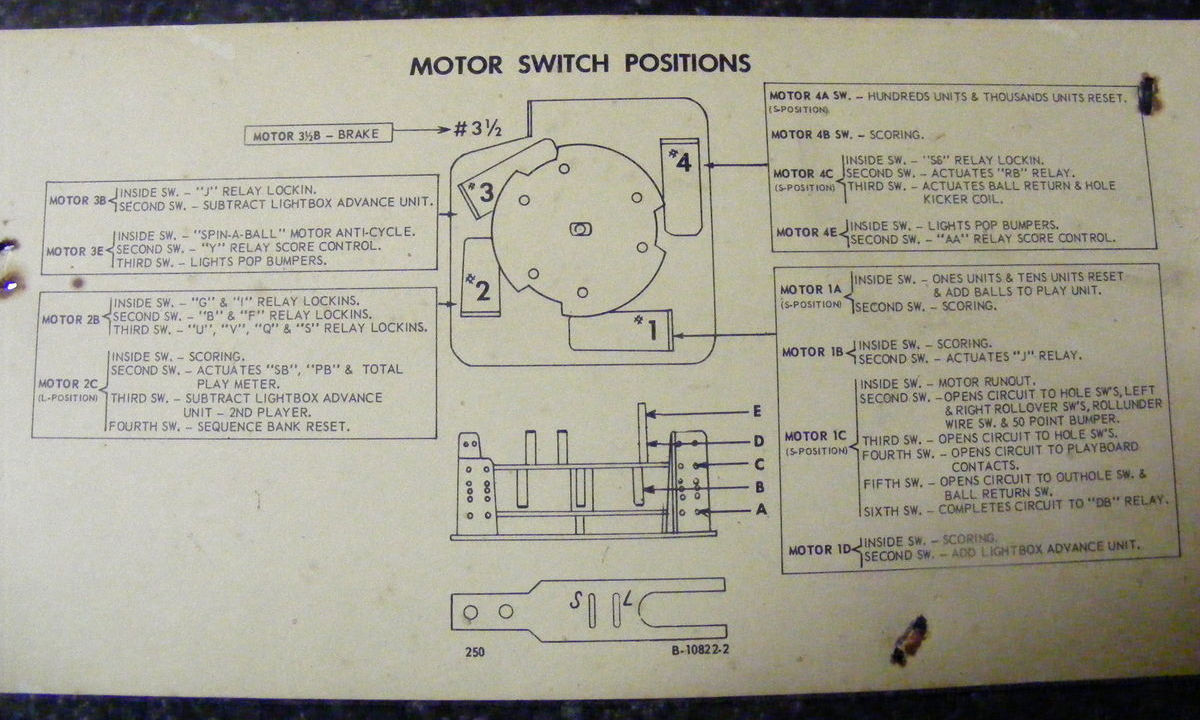 MOTOR SWITCH POSITIONS
MOTOR 3½B – BRAKE
#3½
MOTOR 3B
INSIDE SW. – "J" RELAY LOCKIN.
SECOND SW. – SUBTRACT LIGHTBOX ADVANCE UNIT.
MOTOR 3E
INSIDE SW. – "SPIN-A-BALL" MOTOR ANTI-CYCLE.
SECOND SW. – "Y" RELAY SCORE CONTROL.
THIRD SW. – LIGHTS POP BUMPERS.
MOTOR 2B
INSIDE SW. – "G" & "I" RELAY LOCKINS.
SECOND SW. – "B" & "F" RELAY LOCKINS.
THIRD SW. – "U", "V", "Q" & "S" RELAY LOCKINS.
MOTOR 2C
(L-POSITION)
INSIDE SW. – SCORING.
SECOND SW. – ACTUATES "SB", "PB" & TOTAL
PLAY METER.
THIRD SW. – SUBTRACT LIGHTBOX ADVANCE
UNIT – 2ND PLAYER.
FOURTH SW. – SEQUENCE BANK RESET.
#3
#2
#4
#1
MOTOR 4A SW. – HUNDREDS UNITS & THOUSANDS UNITS RESET.
(S-POSITION)
MOTOR 4B SW. – SCORING.
MOTOR 4C
(S-POSITION)
INSIDE SW. – "S6" RELAY LOCKIN.
SECOND SW. – ACTUATES "RB" RELAY.
THIRD SW. – ACTUATES BALL RETURN & HOLE
KICKER COIL.
MOTOR 4E
INSIDE SW. – LIGHTS POP BUMPERS.
SECOND SW. – "AA" RELAY SCORE CONTROL.
MOTOR 1A
(S-POSITION)
INSIDE SW. – ONES UNITS & TENS UNITS RESET
& ADD BALLS TO PLAY UNIT.
SECOND SW. – SCORING.
MOTOR 1B
INSIDE SW. – SCORING.
SECOND SW. – ACTUATES "J" RELAY.
MOTOR 1C
(S-POSITION)
INSIDE SW. – MOTOR RUNOUT.
SECOND SW. –OPENS CIRCUIT TO HOLE SW'S, LEFT
& RIGHT ROLLOVER SW'S, ROLLUNDER
WIRE SW. & 50 POINT BUMPER.
THIRD SW. – OPENS CIRCUIT TO HOLE SW'S.
FOURTH SW. – OPENS CIRCUIT TO PLAYBOARD
CONTACTS.
FIFTH SW. – OPENS CIRCUIT TO OUTHOLE SW. &
BALL RETURN SW.
SIXTH SW. – COMPLETES CIRCUIT TO "DB" RELAY.
MOTOR 1D
INSIDE SW. – SCORING.
SECOND SW. – ADD LIGHTBOX ADVANCE UNIT.
E
D
C
B
A
S L
250
B-10822-2